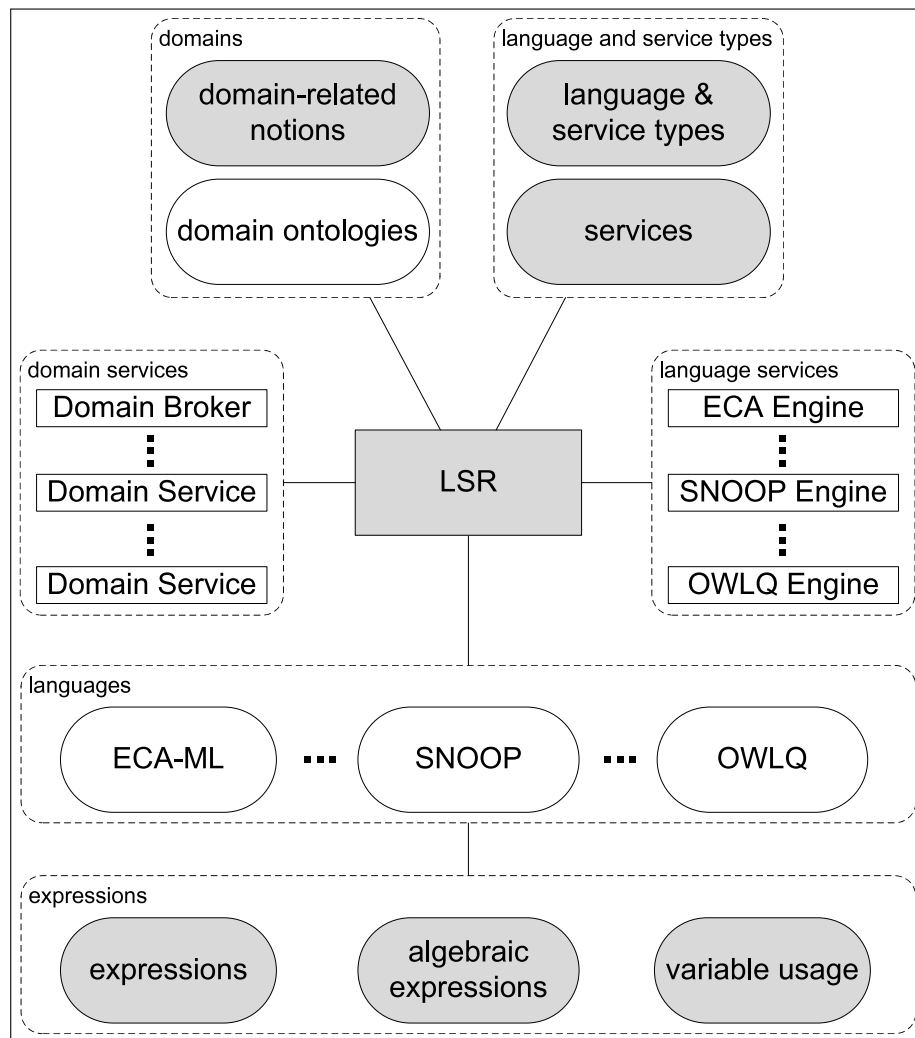 domains
domain-related
notions
domain ontologies
language and service types
language &
service types
services
domain services
Domain Broker
Domain Service
Domain Service
LSR
language services
ECA Engine
SNOOP Engine
OWLQ Engine
languages
ECA-ML
SNOOP
OWLQ
expressions
expressions
algebraic
expressions
variable usage